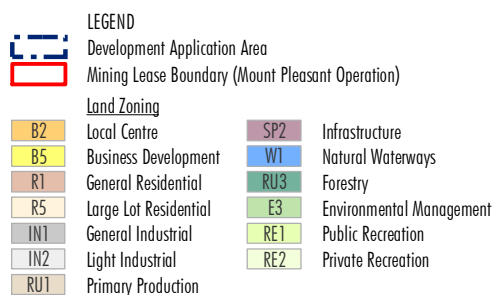 LEGEND
Development Application Area
Mining Lease Boundary (Mount Pleasant Operation)
Land Zoning
B2 Local Centre
B5 Business Development
R1 General Residential
R5 Large Lot Residential
IN1 General Industrial
IN2 Light Industrial
RU1 Primary Production
SP2 Infrastructure
W1 Natural Waterways
RU3 Forestry
E3 Environmental Management
RE1 Public Recreation
RE2 Private Recreation